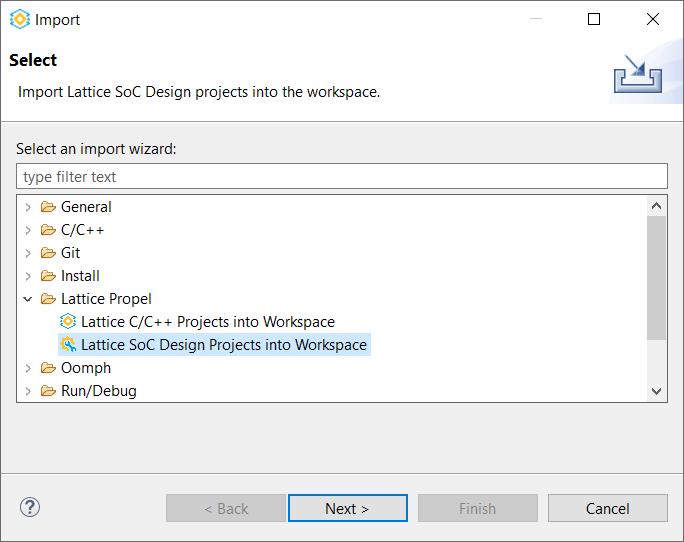 Import
Select
Import Lattice SoC Design projects into the workspace.
Select an import wizard:
type filter text
General
C/C++
Git
Install
Lattice Propel
Lattice C/C++ Projects into Workspace
Lattice SoC Design Projects into Workspace
Oomph
Run/Debug
?
< Back
Next >
Finish
Cancel